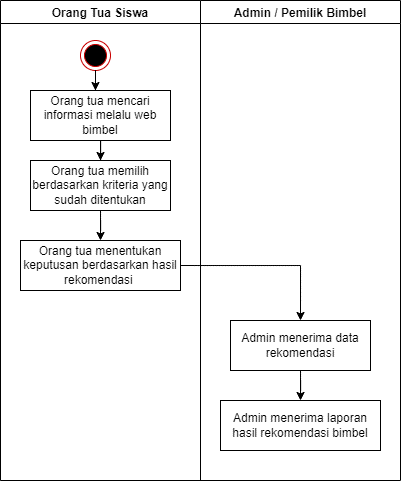 Orang Tua Siswa
Admin / Pemilik Bimbel
Orang tua mencari
informasi melalu web
bimbel
Orang tua memilih
berdasarkan kriteria yang
sudah ditentukan
Orang tua menentukan
keputusan berdasarkan hasil
rekomendasi
Admin menerima data
rekomendasi
Admin menerima laporan
hasil rekomendasi bimbel